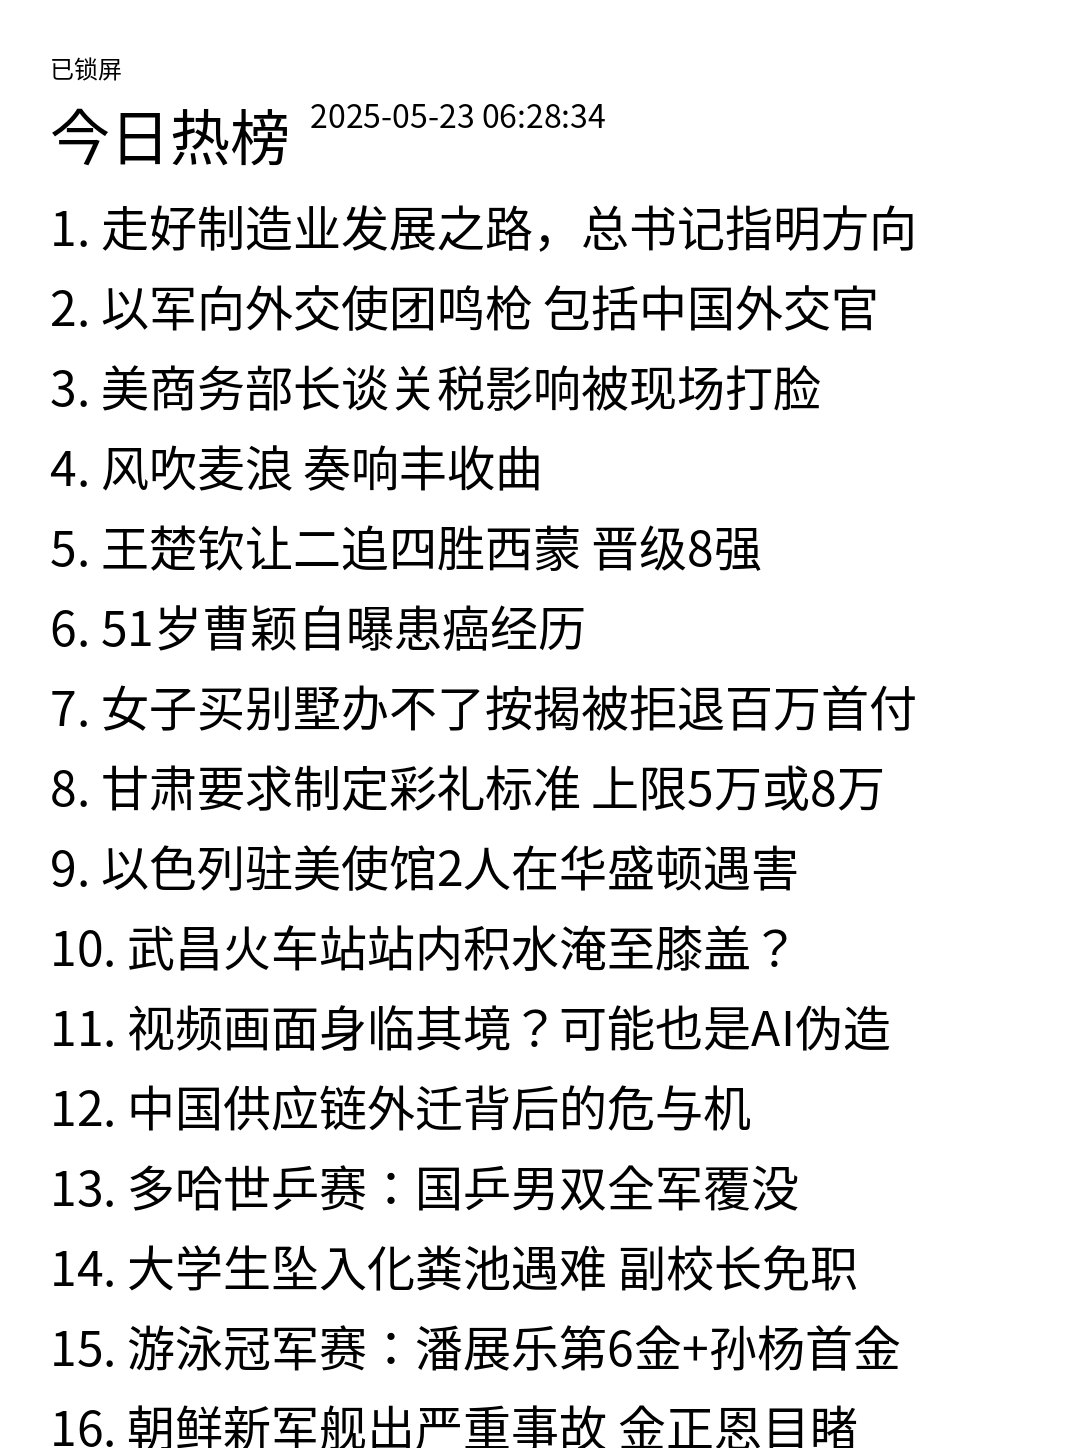 已锁屏
今日热榜 2025-05-23 06:28:34
1. 走好制造业发展之路，总书记指明方向
2. 以军向外交使团鸣枪 包括中国外交官
3. 美商务部长谈关税影响被现场打脸
4. 风吹麦浪 奏响丰收曲
5. 王楚钦让二追四胜西蒙 晋级8强
6. 51岁曹颖自曝患癌经历
7. 女子买别墅办不了按揭被拒退百万首付
8. 甘肃要求制定彩礼标准 上限5万或8万
9. 以色列驻美使馆2人在华盛顿遇害
10. 武昌火车站站内积水淹至膝盖？
11. 视频画面身临其境？可能也是AI伪造
12. 中国供应链外迁背后的危与机
13. 多哈世乒赛：国乒男双全军覆没
14. 大学生坠入化粪池遇难 副校长免职
15. 游泳冠军赛：潘展乐第6金+孙杨首金
16. 朝鲜新军舰出严重事故 金正恩目睹